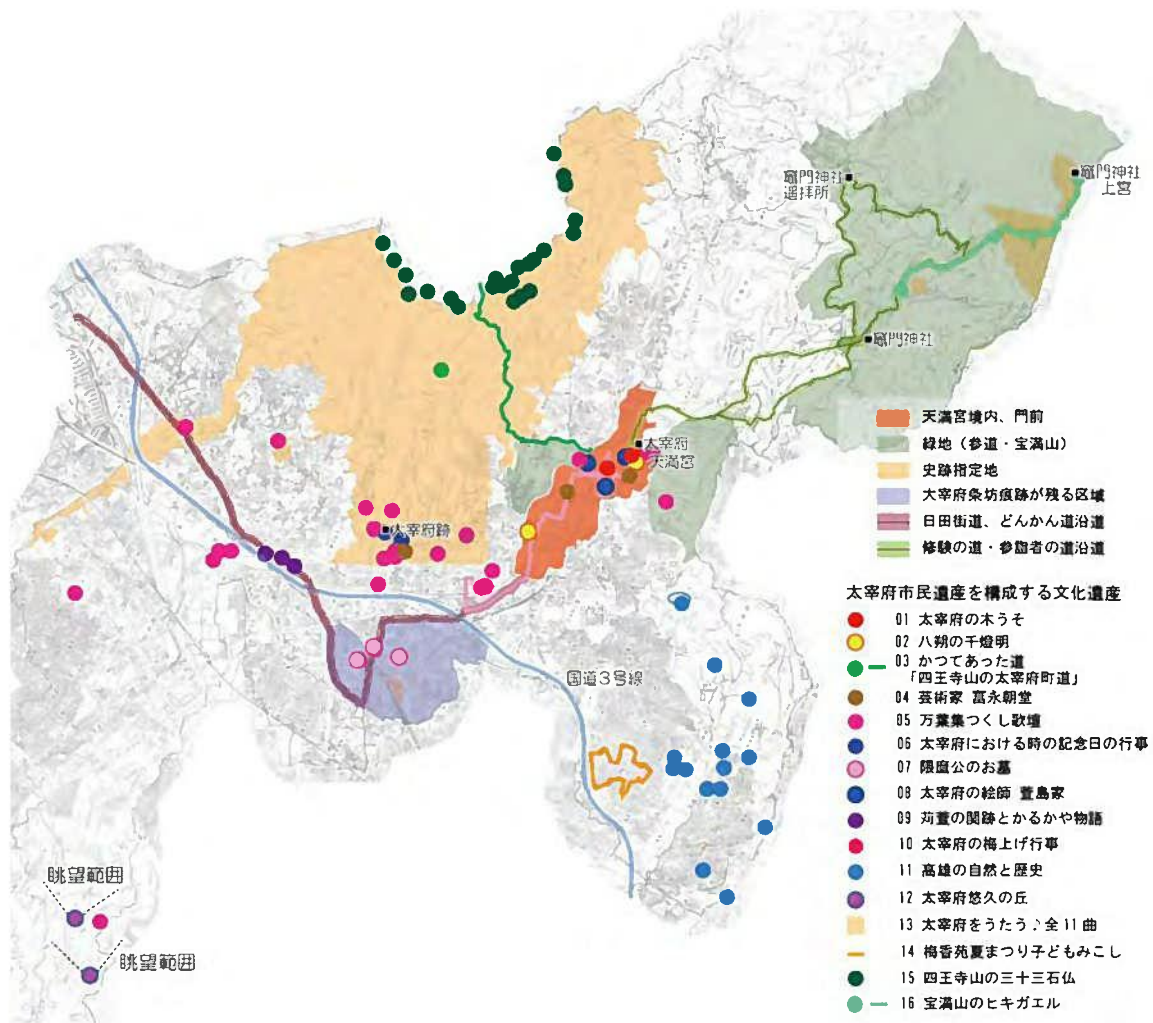 竈門神社
遥拝所
竈門神社
上宮
竈門神社
太宰府
天満宮
大宰府跡
国道3号線
眺望範囲
眺望範囲
天満宮境内、門前
緑地（参道・宝満山）
史跡指定地
大宰府条坊痕跡が残る区域
日田街道、どんかん道沿道
修験の道・参詣者の道沿道
太宰府市民遺産を構成する文化遺産
01 太宰府の木うそ
02 八朔の千燈明
03 かつてあった道
「四王寺山の太宰府町道」
04 芸術家 冨永朝堂
05 万葉集つくし歌壇
06 太宰府における時の記念日の行事
07 隈麿公のお墓
08 太宰府の絵師 萱島家
09 苅萱の関跡とかるかや物語
10 太宰府の梅上げ行事
11 高雄の自然と歴史
12 太宰府悠久の丘
13 太宰府をうたう♪全11曲
14 梅香苑夏まつり子どもみこし
15 四王寺山の三十三石仏
16 宝満山のヒキガエル